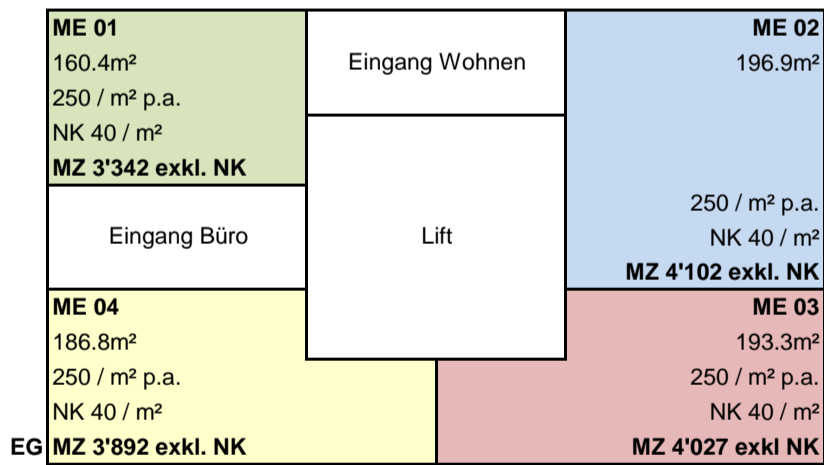 ME 01
160.4m²
250 / m² p.a.
NK 40 / m²
MZ 3'342 exkl. NK
Eingang Wohnen
ME 02
196.9m²
250 / m² p.a.
NK 40 / m²
MZ 4'102 exkl. NK
Eingang Büro
Lift
ME 04
186.8m²
250 / m² p.a.
NK 40 / m²
EG MZ 3'892 exkl. NK
ME 03
193.3m²
250 / m² p.a.
NK 40 / m²
MZ 4'027 exkl NK